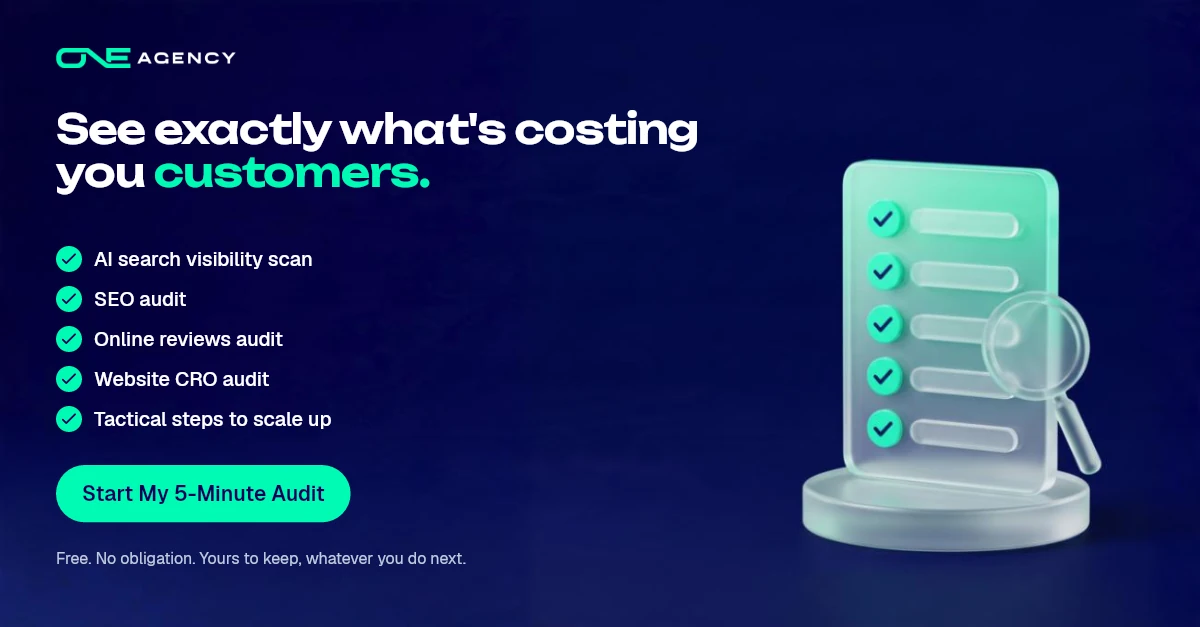 ONE AGENCY
See exactly what's costing
you customers.
AI search visibility scan
SEO audit
Online reviews audit
Website CRO audit
Tactical steps to scale up
Start My 5-Minute Audit
Free. No obligation. Yours to keep, whatever you do next.